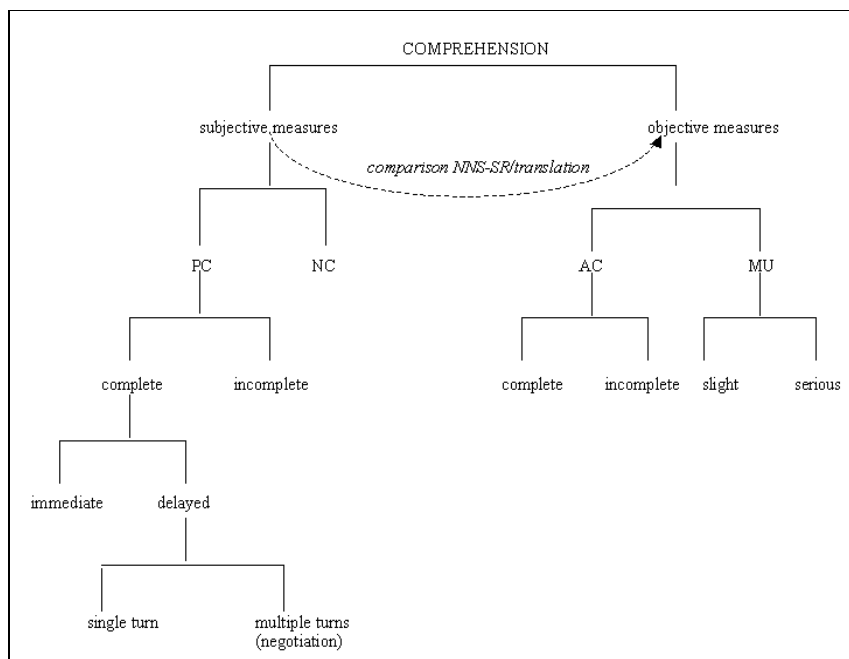 COMPREHENSION
subjective measures
objective measures
comparison NNS-SR/translation
PC
NC
AC
MU
complete
incomplete
complete
incomplete
slight
serious
immediate
delayed
single turn
multiple turns
(negotiation)